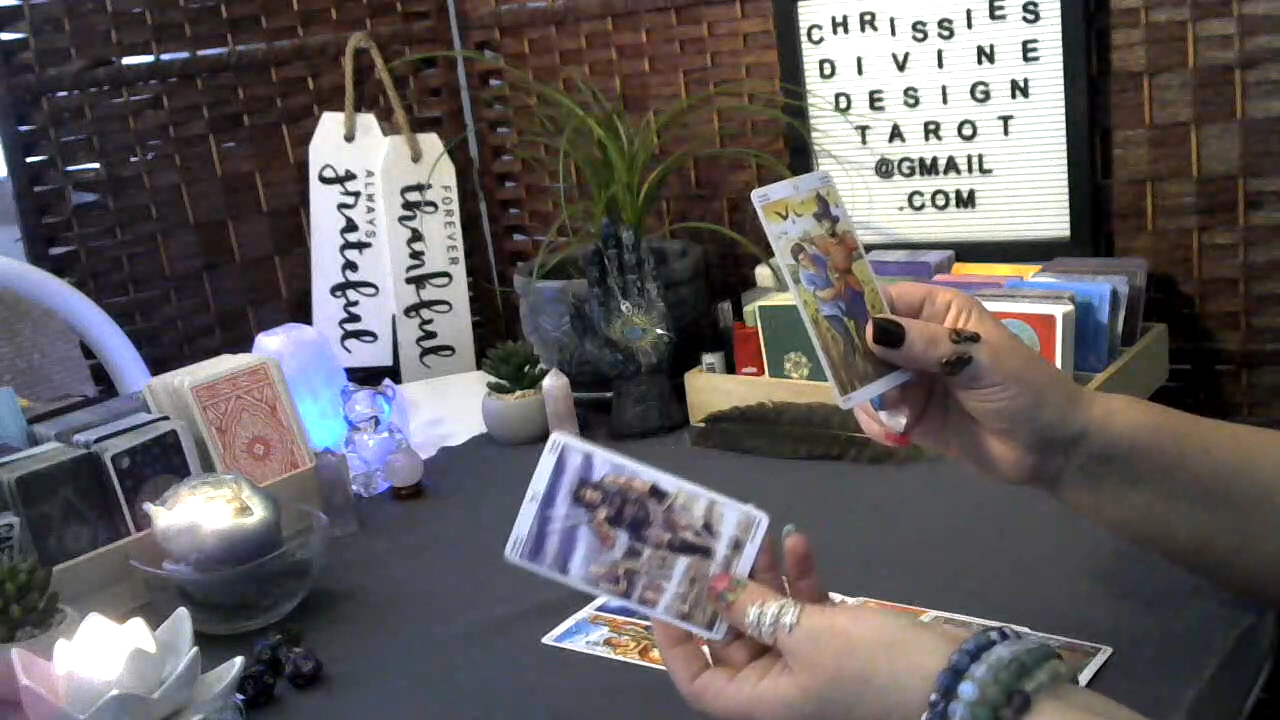 ALWAYS
grateful
FOREVER
thankful
CHRISSIES
DIVINE
DESIGN
TAROT
@GMAIL
.COM